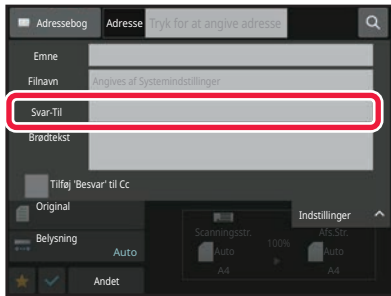 Adressebog Adresse Tryk for at angive adresse
Emne
Filnavn Angives af Systemindstillinger
Svar-Til
Brødtekst
Tilføj 'Besvar' til Cc
Original
Indstillinger
Belysning
Auto
Scanningsstr. Afs.Str.
Auto 100% Auto
A4 A4
Andet